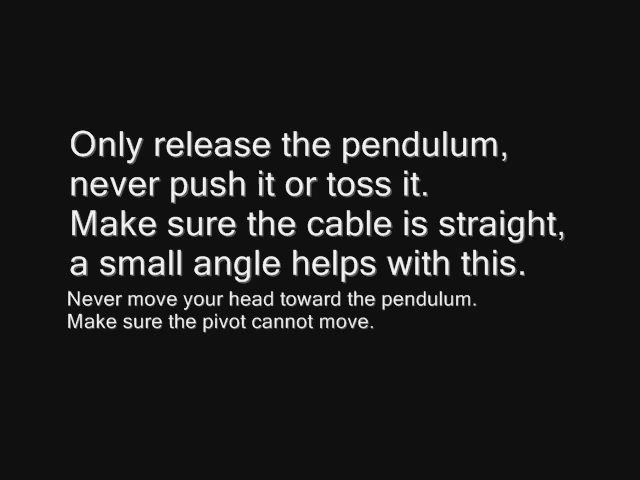 Only release the pendulum,
never push it or toss it.
Make sure the cable is straight,
a small angle helps with this.
Never move your head toward the pendulum.
Make sure the pivot cannot move.